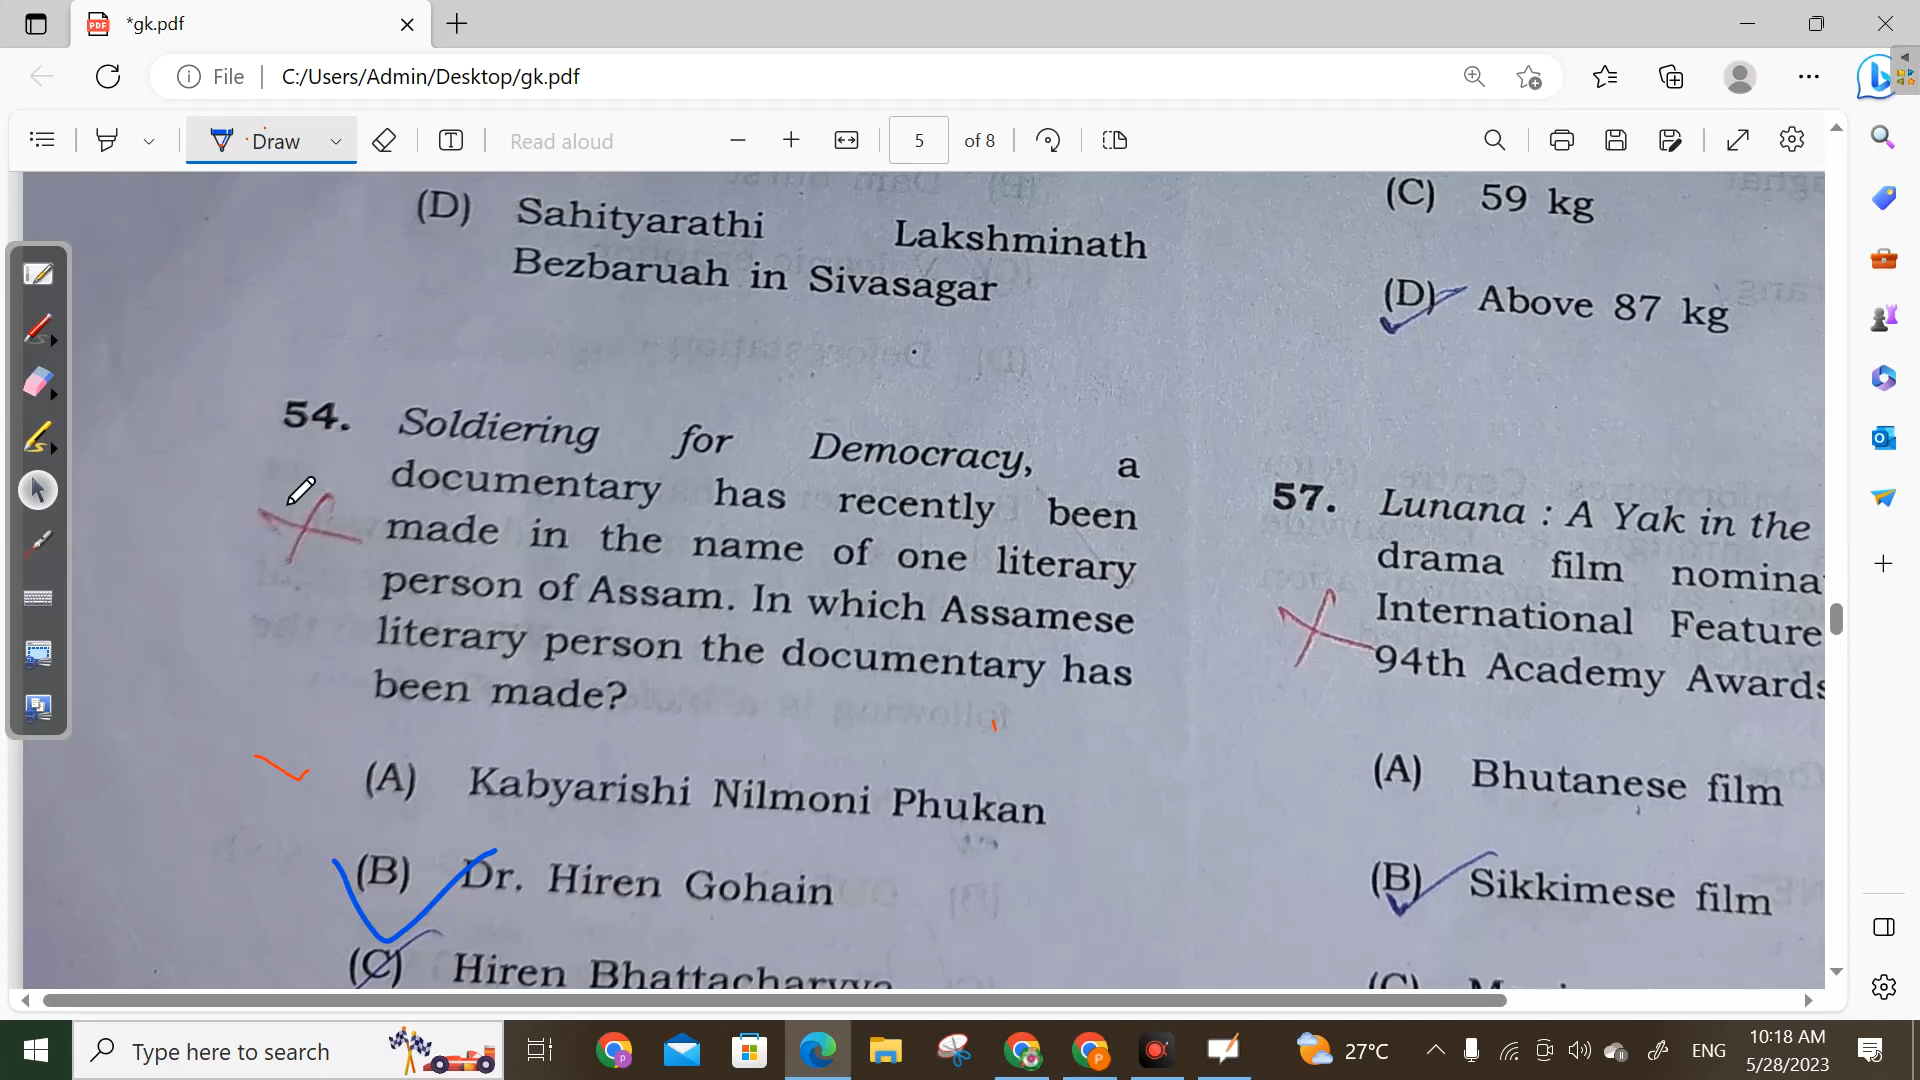 *gk.pdf
File
C:/Users/Admin/Desktop/gk.pdf
Draw
Read aloud
5
of 8
(D) Sahityarathi Lakshminath
Bezbaruah in Sivasagar
54. Soldiering for Democracy, a
documentary has recently been
made in the name of one literary
person of Assam. In which Assamese
literary person the documentary has
been made?
(A) Kabyarishi Nilmoni Phukan
(B) Dr. Hiren Gohain
(C) Hiren Bhattacharyya
(C) 59 kg
(D) Above 87 kg
57. Lunana : A Yak in the
drama film nomina
International Feature
94th Academy Awards
(A) Bhutanese film
(B) Sikkimese film
(C)
Type here to search
27°C
ENG
10:18 AM
5/28/2023